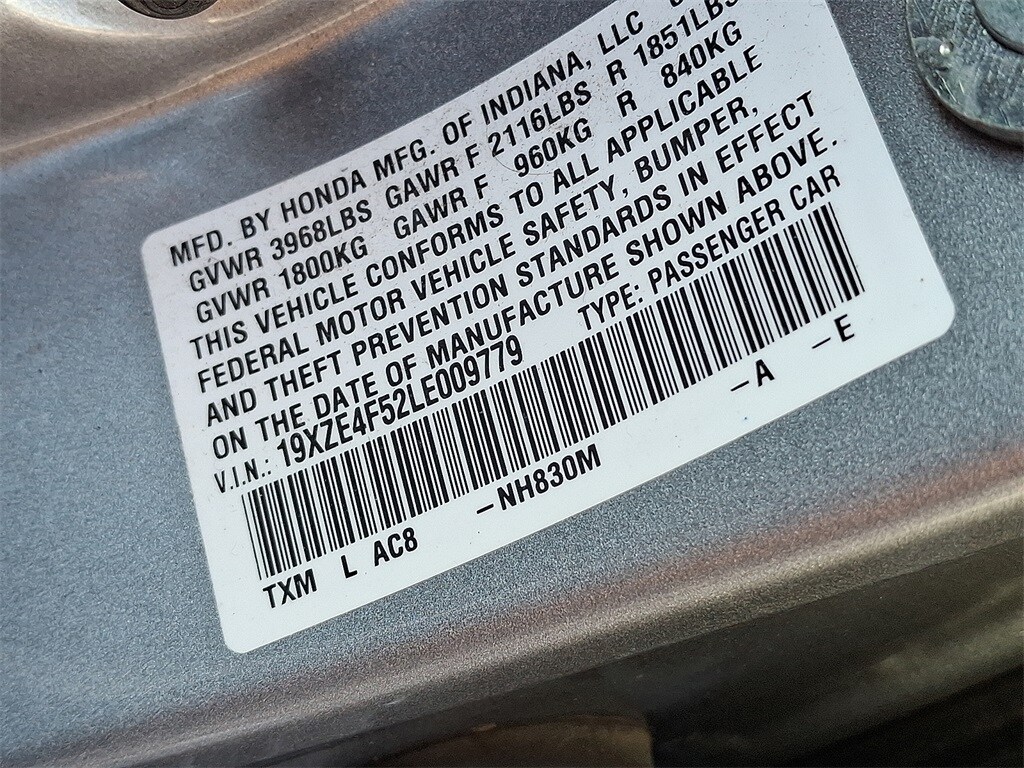 MFD. BY HONDA MFG. OF INDIANA, LLC
GVWR 3968LBS GAWR F 2116LBS R 1851LBS
GVWR 1800KG GAWR F 960KG R 840KG
THIS VEHICLE CONFORMS TO ALL APPLICABLE
FEDERAL MOTOR VEHICLE SAFETY, BUMPER,
AND THEFT PREVENTION STANDARDS IN EFFECT
ON THE DATE OF MANUFACTURE SHOWN ABOVE.
V.I.N.: 19XZE4F52LE009779 TYPE: PASSENGER CAR
TXM L AC8 -NH830M -A -E